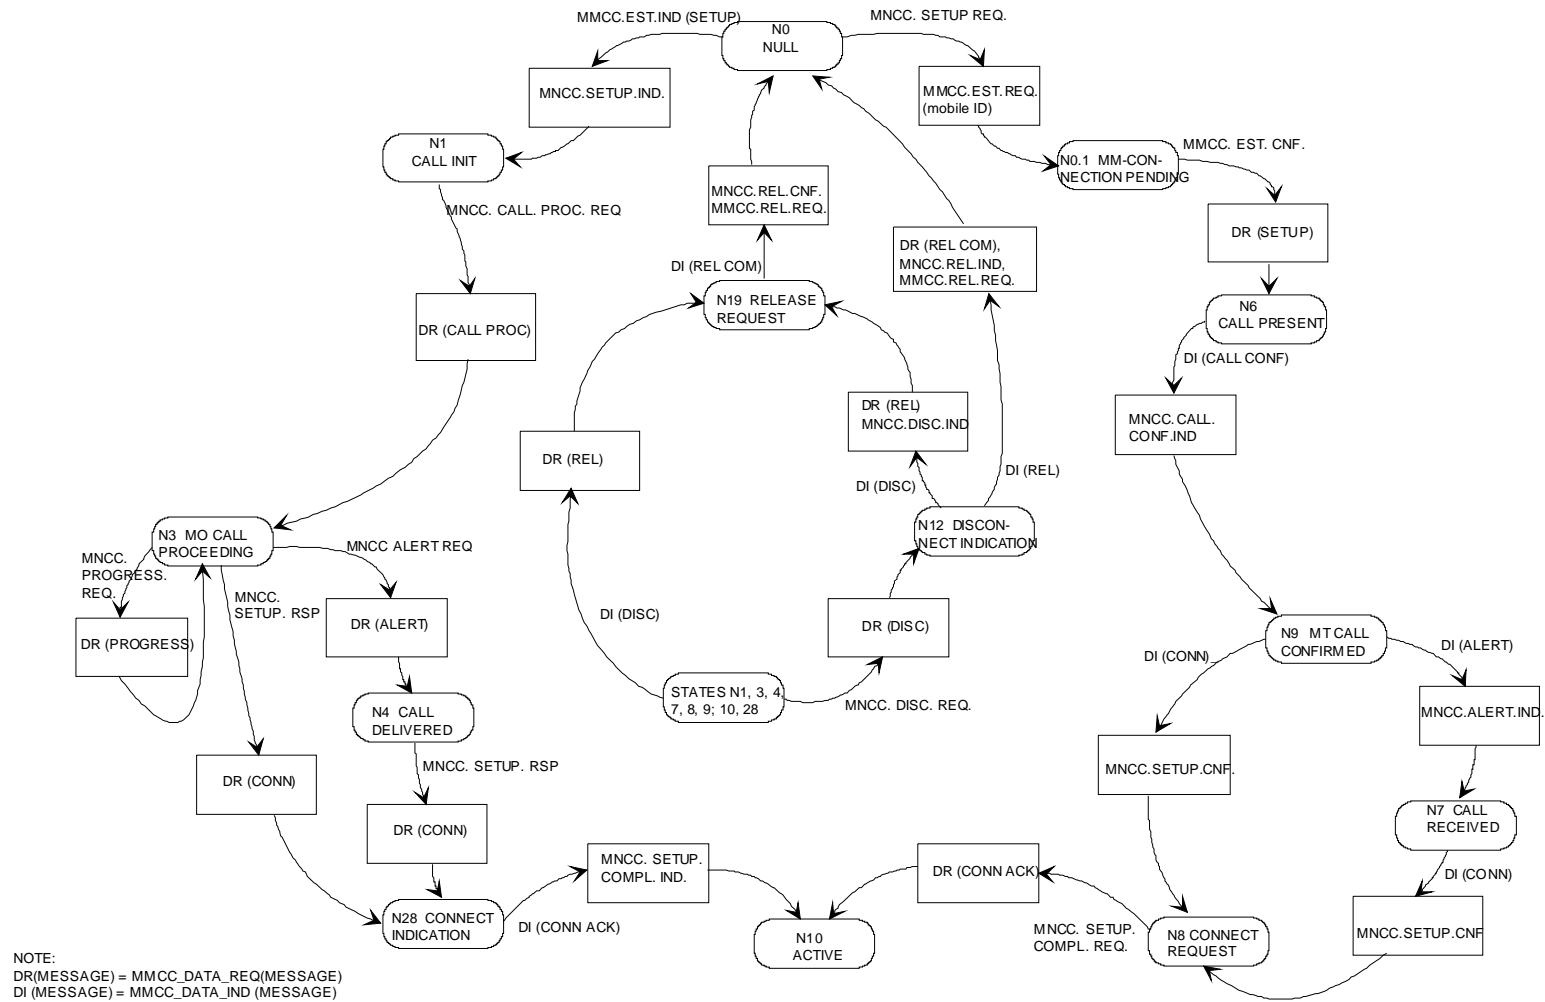 MMCC.EST.IND (SETUP)
N0
NULL
MNCC. SETUP REQ.
MNCC.SETUP.IND.
MMCC.EST.REQ.
(mobile ID)
N1
CALL INIT
N0.1 MM-CON-
NECTION PENDING
MMCC. EST. CNF.
MNCC. CALL. PROC. REQ
MNCC.REL.CNF.
MMCC.REL.REQ.
DR (REL COM),
MNCC.REL.IND,
MMCC.REL.REQ.
DR (SETUP)
DI (REL COM)
N19 RELEASE
REQUEST
N6
CALL PRESENT
DR (CALL PROC)
DI (CALL CONF)
DR (REL)
MNCC.DISC.IND
MNCC.CALL.
CONF.IND
DR (REL)
DI (DISC)
DI (REL)
N3 MO CALL
PROCEEDING
N12 DISCON-
NECT INDICATION
MNCC.
PROGRESS.
REQ.
MNCC ALERT REQ
MNCC.
SETUP. RSP
DI (DISC)
DR (PROGRESS)
DR (ALERT)
DR (DISC)
N9 MT CALL
CONFIRMED
DI (CONN)
DI (ALERT)
STATES N1, 3, 4,
7, 8, 9; 10, 28
MNCC. DISC. REQ.
N4 CALL
DELIVERED
MNCC.ALERT.IND.
MNCC. SETUP. RSP
DR (CONN)
MNCC.SETUP.CNF.
DR (CONN)
N7 CALL
RECEIVED
MNCC. SETUP.
COMPL. IND.
DR (CONN ACK)
DI (CONN)
N28 CONNECT
INDICATION
DI (CONN ACK)
N10
ACTIVE
MNCC. SETUP.
COMPL. REQ.
N8 CONNECT
REQUEST
MNCC.SETUP.CNF
NOTE:
DR(MESSAGE) = MMCC_DATA_REQ(MESSAGE)
DI (MESSAGE) = MMCC_DATA_IND (MESSAGE)